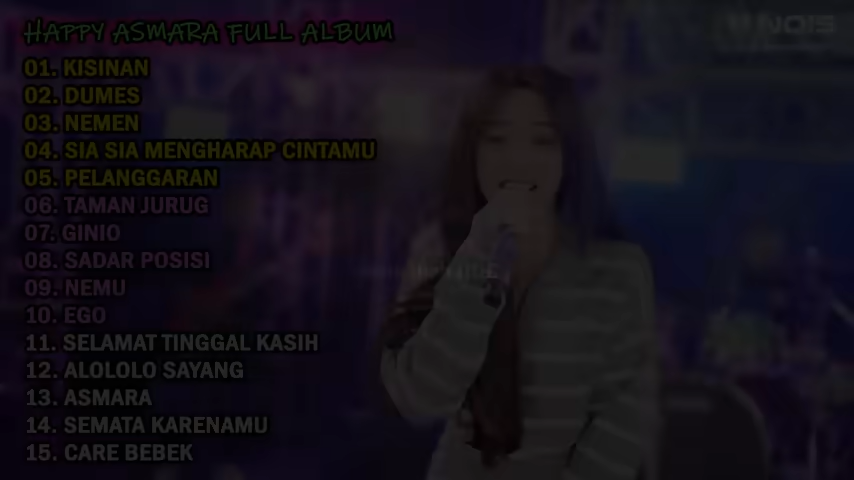 HAPPY ASMARA FULL ALBUM
01. KISINAN
02. DUMES
03. NEMEN
04. SIA SIA MENGHARAP CINTAMU
05. PELANGGARAN
06. TAMAN JURUG
07. GINIO
08. SADAR POSISI
09. NEMU
10. EGO
11. SELAMAT TINGGAL KASIH
12. ALOLOLO SAYANG
13. ASMARA
14. SEMATA KARENAMU
15. CARE BEBEK